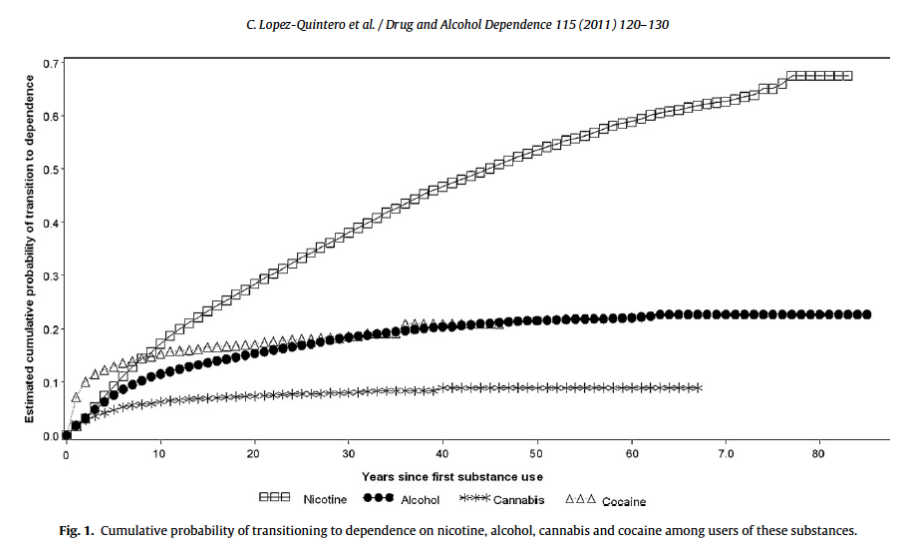 C. Lopez-Quintero et al. / Drug and Alcohol Dependence 115 (2011) 120–130
Estimated cumulative probability of transition to dependence
0.7
0.6
0.5
0.4
0.3
0.2
0.1
0.0
0 10 20 30 40 50 60 7.0 80
Years since first substance use
Nicotine Alcohol Cannabis Cocaine
Fig. 1. Cumulative probability of transitioning to dependence on nicotine, alcohol, cannabis and cocaine among users of these substances.